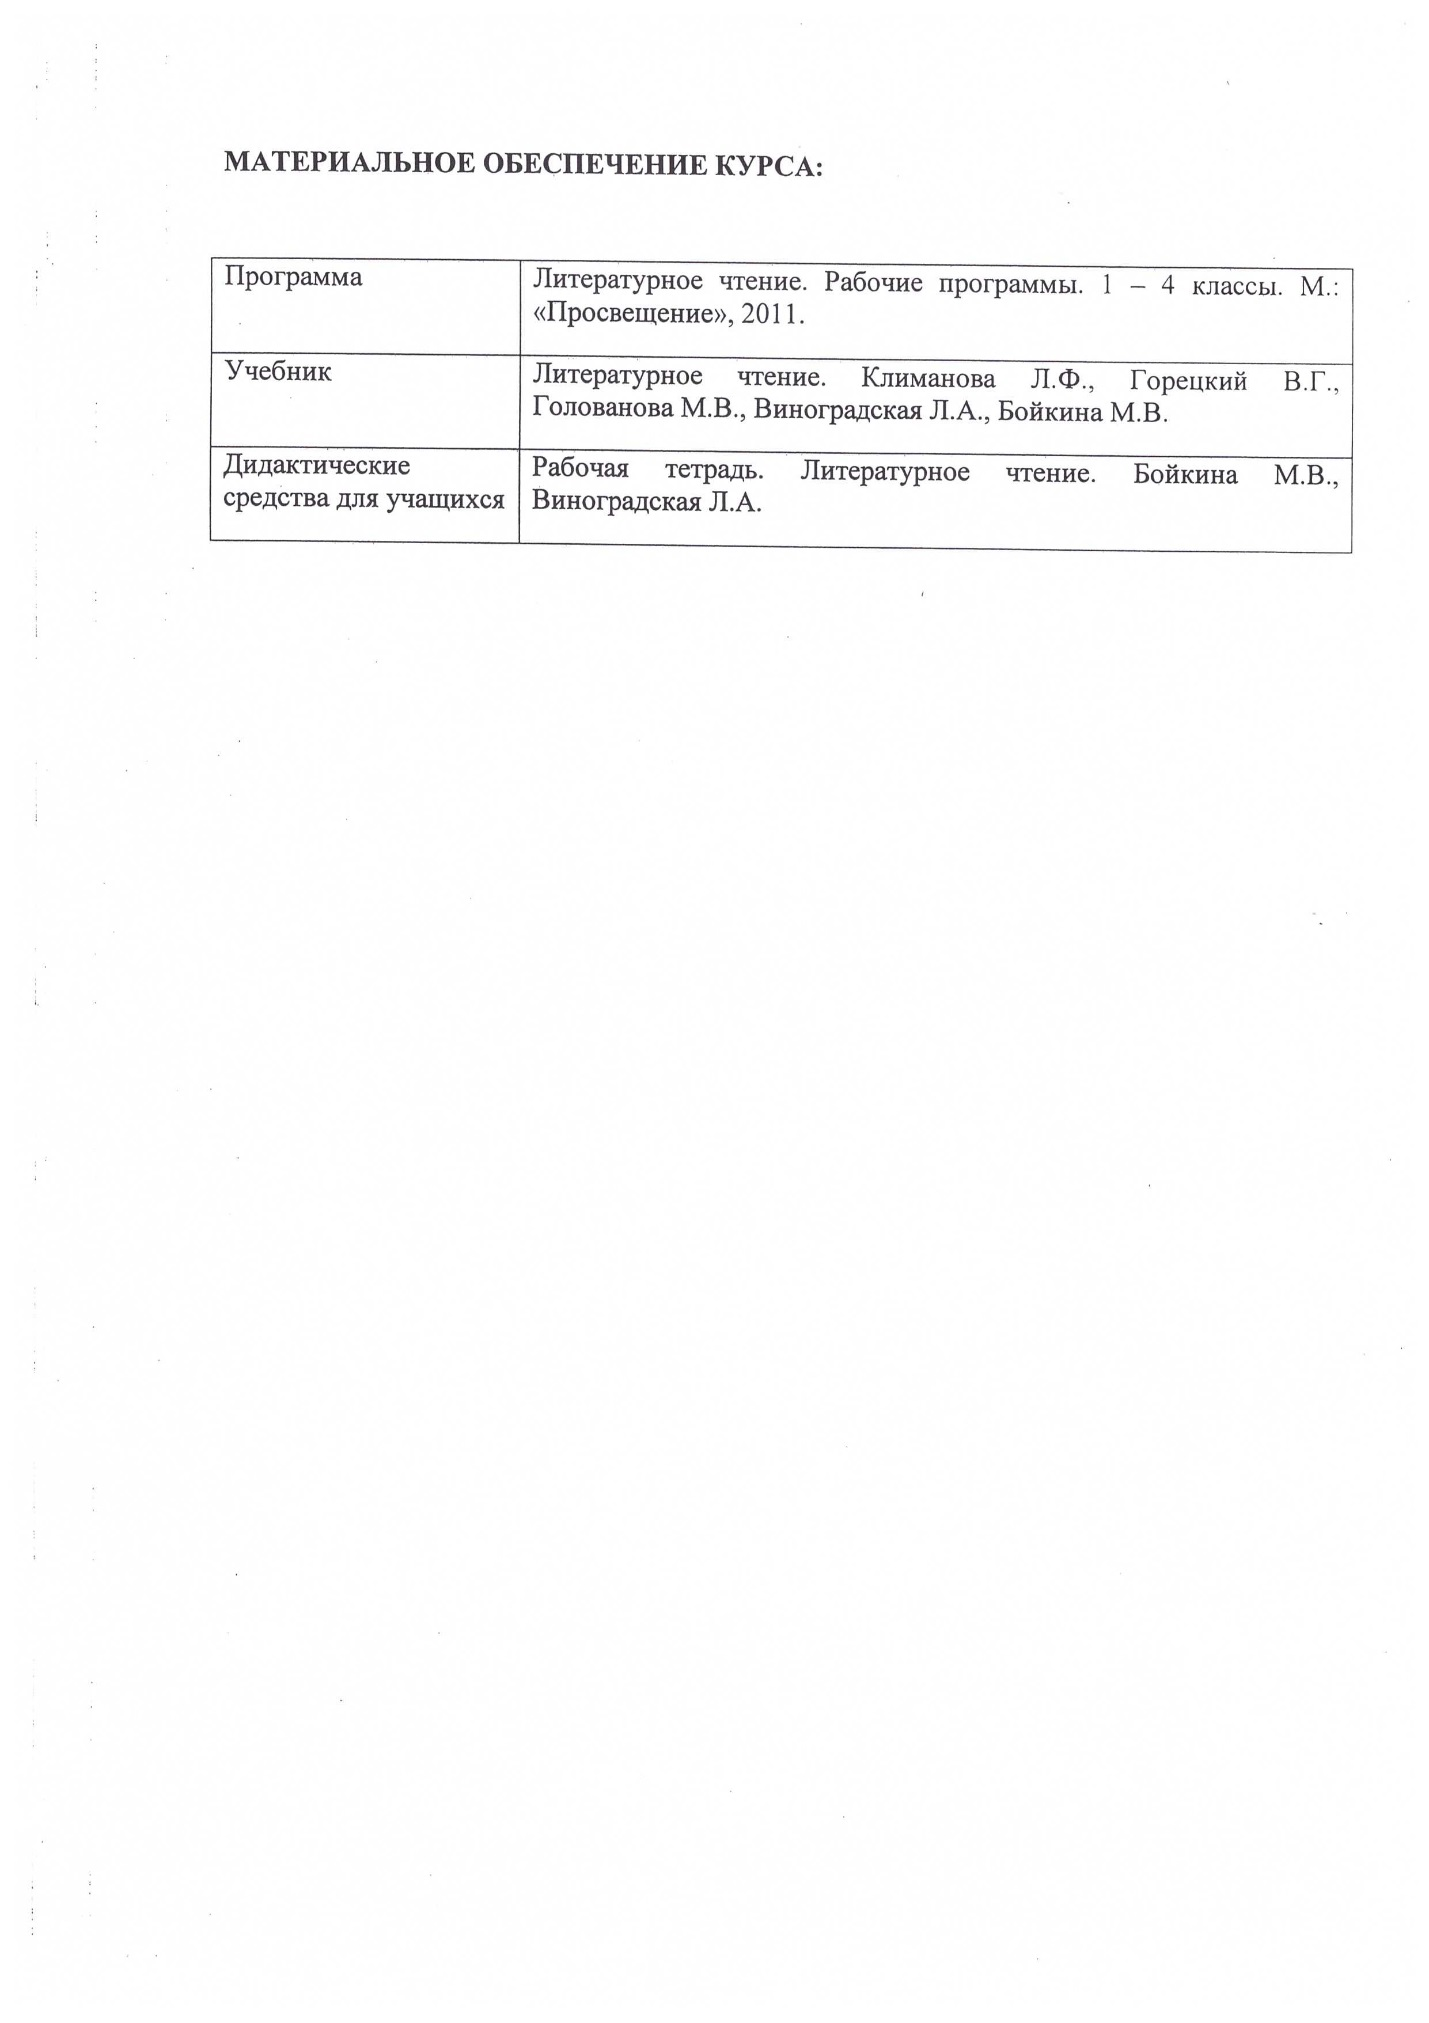 МАТЕРИАЛЬНОЕ ОБЕСПЕЧЕНИЕ КУРСА:
Программа
Литературное чтение. Рабочие программы. 1 – 4 классы. М.:
«Просвещение», 2011.
Учебник
Литературное чтение. Климанова Л.Ф., Горецкий В.Г.,
Голованова М.В., Виноградская Л.А., Бойкина М.В.
Дидактические
средства для учащихся
Рабочая тетрадь. Литературное чтение. Бойкина М.В.,
Виноградская Л.А.